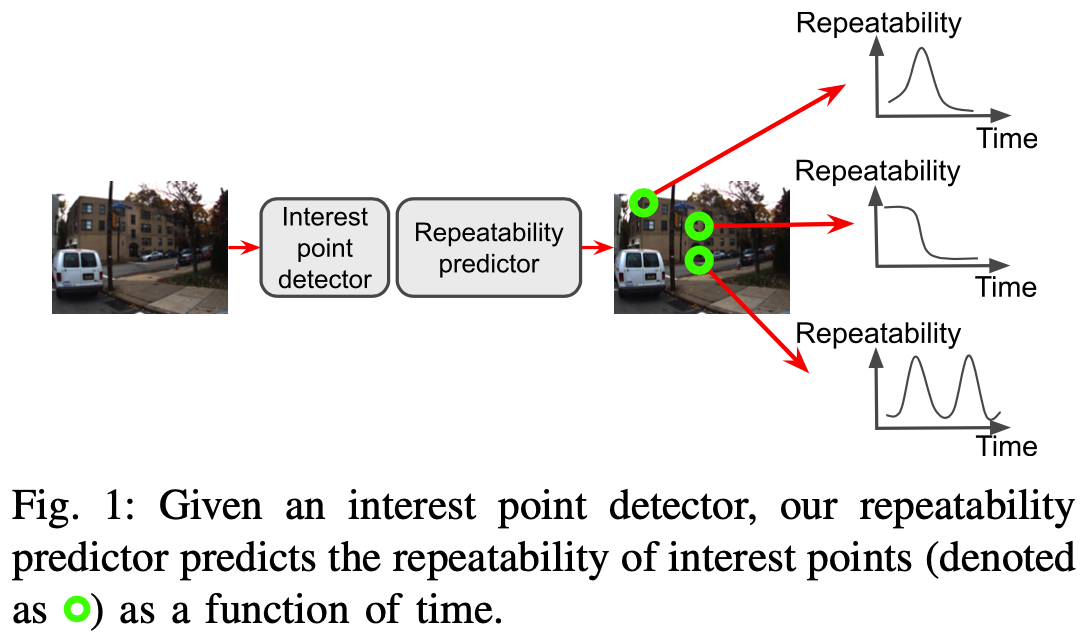 Repeatability
Time
Repeatability
Time
Repeatability
Time
Interest
point
detector
Repeatability
predictor
Fig. 1: Given an interest point detector, our repeatability
predictor predicts the repeatability of interest points (denoted
as ) as a function of time.